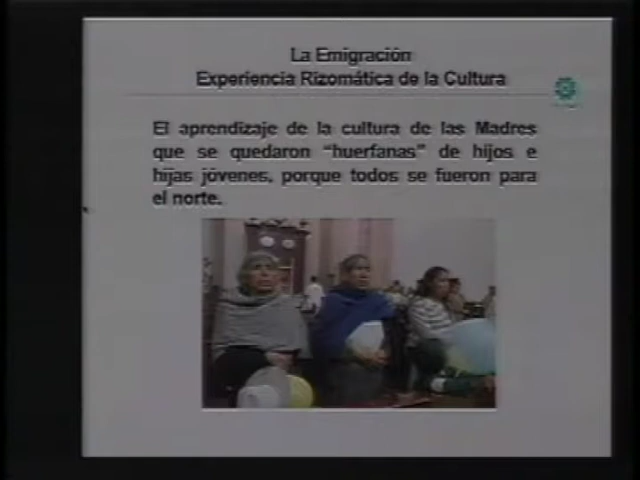 La Emigración
Experiencia Rizomática de la Cultura
El aprendizaje de la cultura de las Madres
que se quedaron “huerfanas” de hijos e
hijas jóvenes, porque todos se fueron para
el norte.